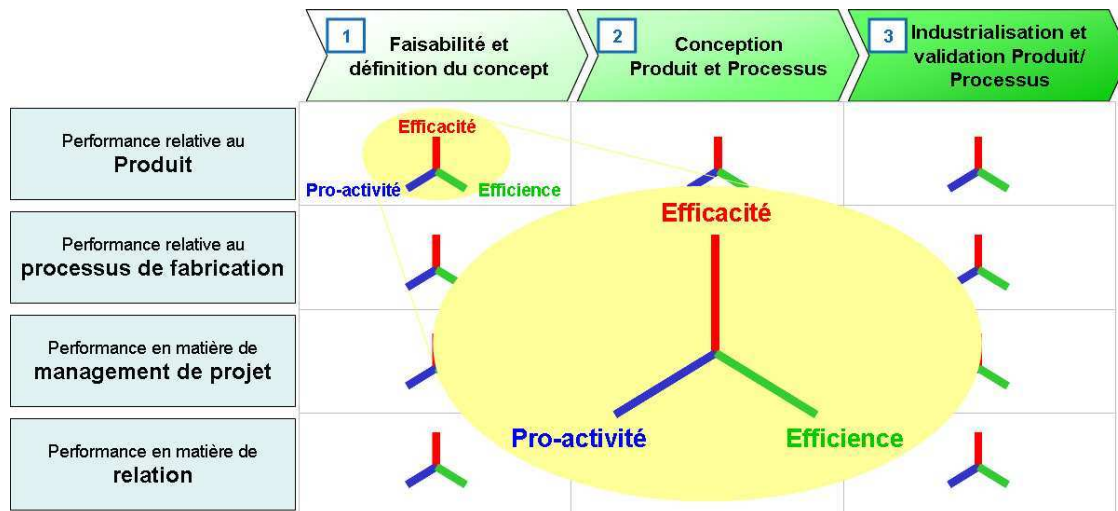 1
Faisabilité et
définition du concept
2
Conception
Produit et Processus
3
Industrialisation et
validation Produit/
Processus
Performance relative au
Produit
Efficacité
Pro-activité
Efficience
Performance relative au
processus de fabrication
Performance en matière de
management de projet
Performance en matière de
relation
Efficacité
Pro-activité
Efficience